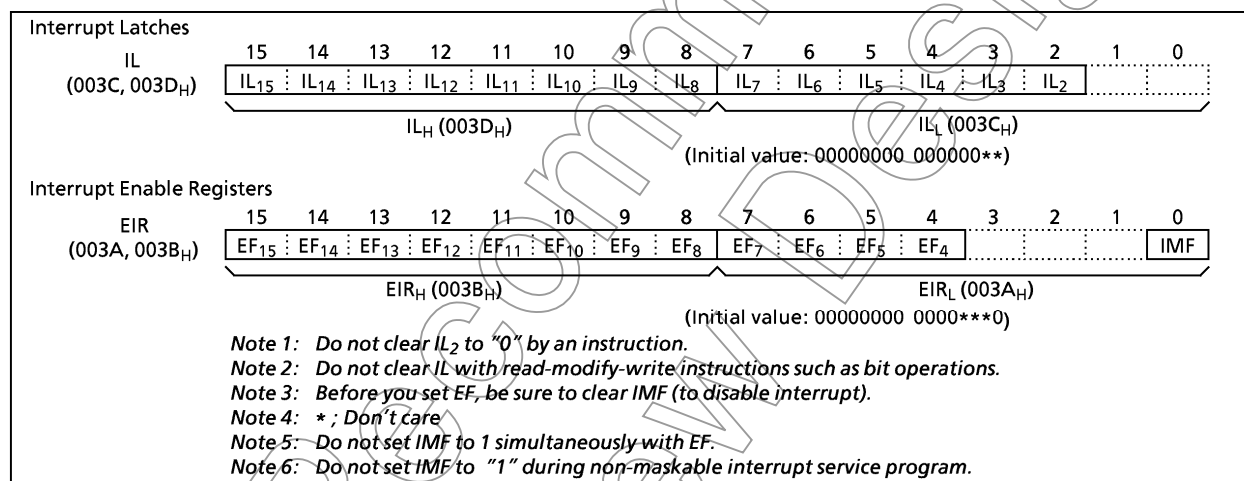 Interrupt Latches
IL 15 14 13 12 11 10 9 8 7 6 5 4 3 2 1 0
(003C, 003DH) IL15 IL14 IL13 IL12 IL11 IL10 IL9 IL8 IL7 IL6 IL5 IL4 IL3 IL2
ILH (003DH) ILL (003CH)
(Initial value: 00000000 000000**)
Interrupt Enable Registers
EIR 15 14 13 12 11 10 9 8 7 6 5 4 3 2 1 0
(003A, 003BH) EF15 EF14 EF13 EF12 EF11 EF10 EF9 EF8 EF7 EF6 EF5 EF4 IMF
EIRH (003BH) EIRL (003AH)
(Initial value: 00000000 0000***0)
Note 1: Do not clear IL2 to "0" by an instruction.
Note 2: Do not clear IL with read-modify-write instructions such as bit operations.
Note 3: Before you set EF, be sure to clear IMF (to disable interrupt).
Note 4: * ; Don't care
Note 5: Do not set IMF to 1 simultaneously with EF.
Note 6: Do not set IMF to "1" during non-maskable interrupt service program.